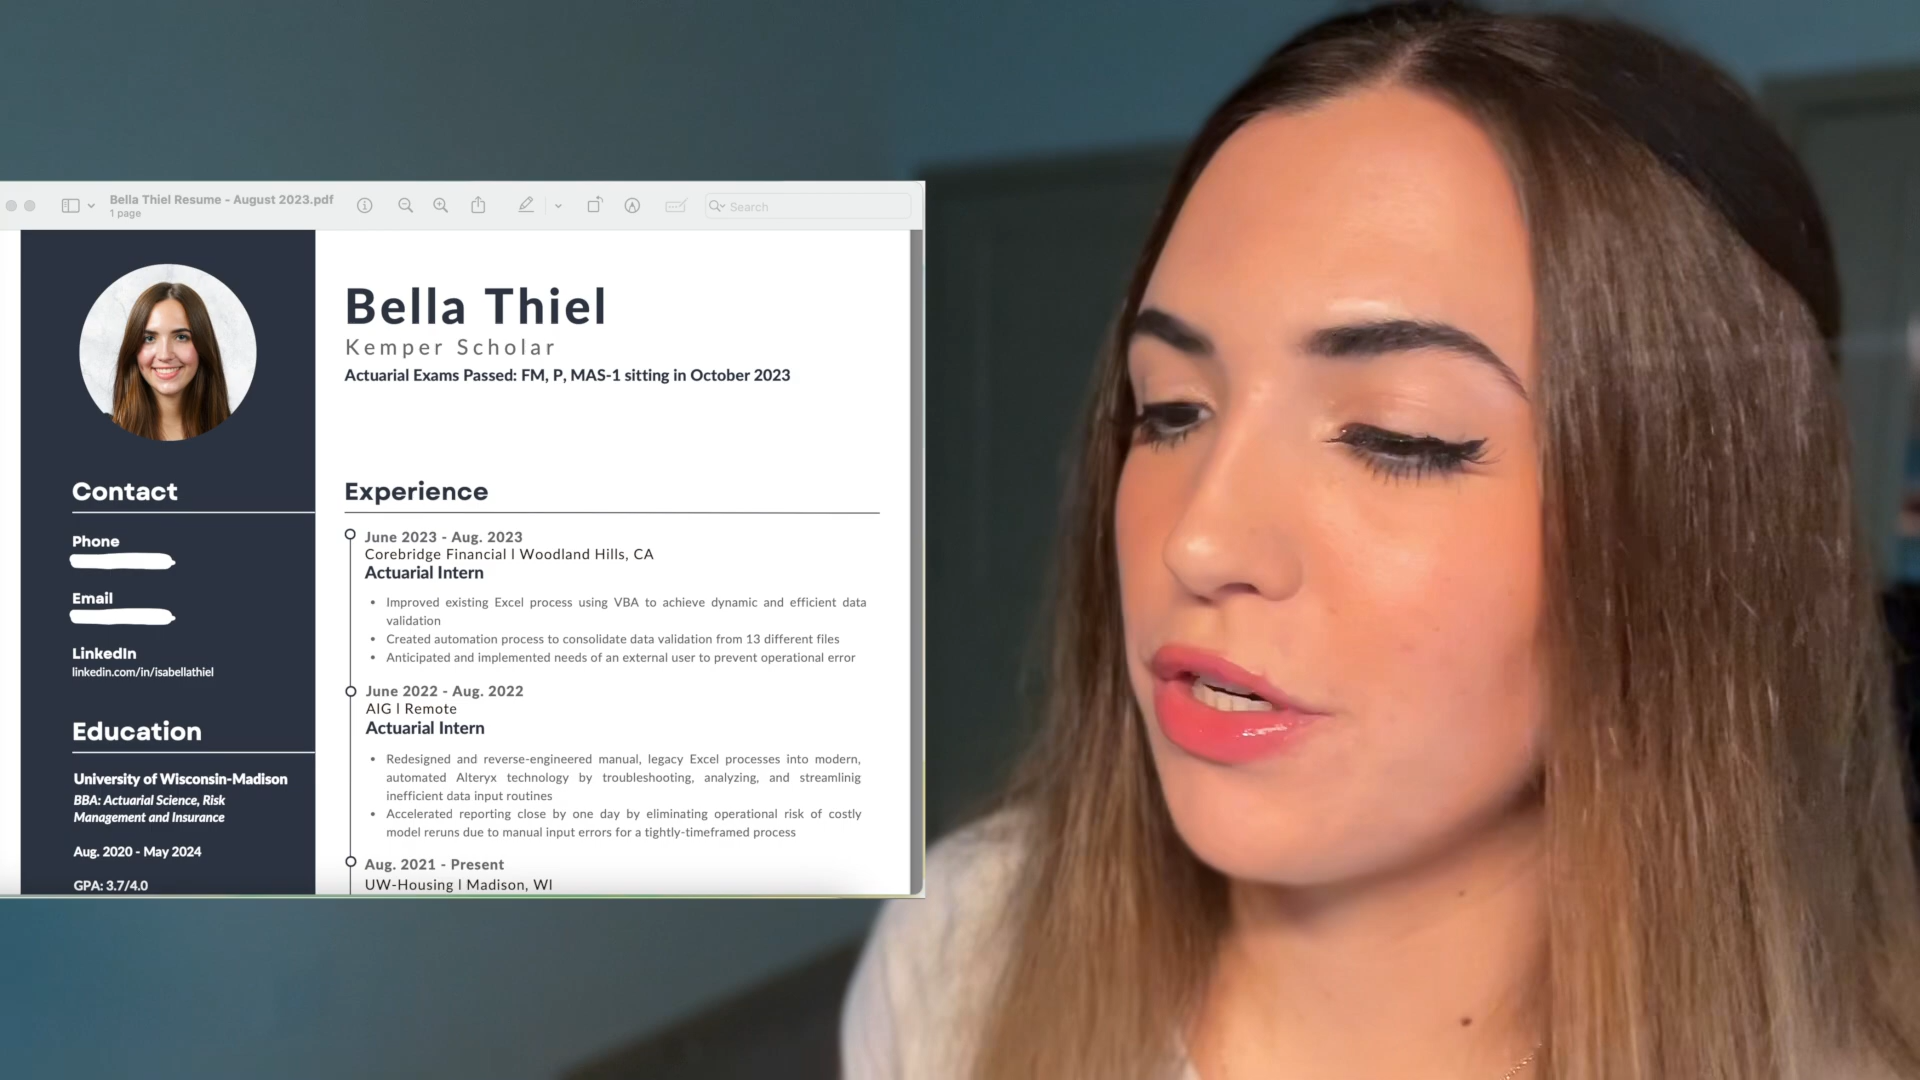 Bella Thiel Resume - August 2023.pdf
1 page
Search
Bella Thiel
Kemper Scholar
Actuarial Exams Passed: FM, P, MAS-1 sitting in October 2023
Contact
Phone
Email
LinkedIn
linkedin.com/in/isabellathiel
Education
University of Wisconsin-Madison
BBA: Actuarial Science, Risk
Management and Insurance
Aug. 2020 - May 2024
GPA: 3.7/4.0
Experience
June 2023 - Aug. 2023
Corebridge Financial | Woodland Hills, CA
Actuarial Intern
• Improved existing Excel process using VBA to achieve dynamic and efficient data
validation
• Created automation process to consolidate data validation from 13 different files
• Anticipated and implemented needs of an external user to prevent operational error
June 2022 - Aug. 2022
AIG | Remote
Actuarial Intern
• Redesigned and reverse-engineered manual, legacy Excel processes into modern,
automated Alteryx technology by troubleshooting, analyzing, and streamlinig
inefficient data input routines
• Accelerated reporting close by one day by eliminating operational risk of costly
model reruns due to manual input errors for a tightly-timeframed process
Aug. 2021 - Present
UW-Housing | Madison, WI